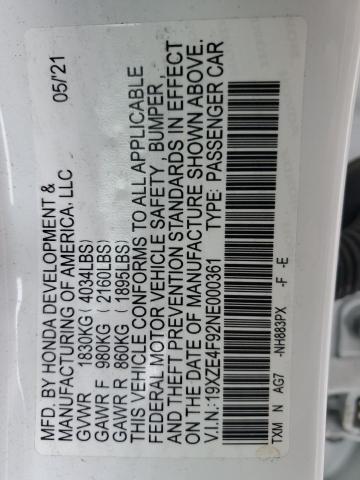 MFD. BY HONDA DEVELOPMENT & 05/'21
MANUFACTURING OF AMERICA, LLC
GVWR 1830KG(4034LBS)
GAWR F 980KG(2160LBS)
GAWR R 860KG(1895LBS)
THIS VEHICLE CONFORMS TO ALL APPLICABLE
FEDERAL MOTOR VEHICLE SAFETY, BUMPER,
AND THEFT PREVENTION STANDARDS IN EFFECT
ON THE DATE OF MANUFACTURE SHOWN ABOVE.
V.I.N:19XZE4F92NE000361 TYPE: PASSENGER CAR
TXM N AG7 -NH883PX -F -E